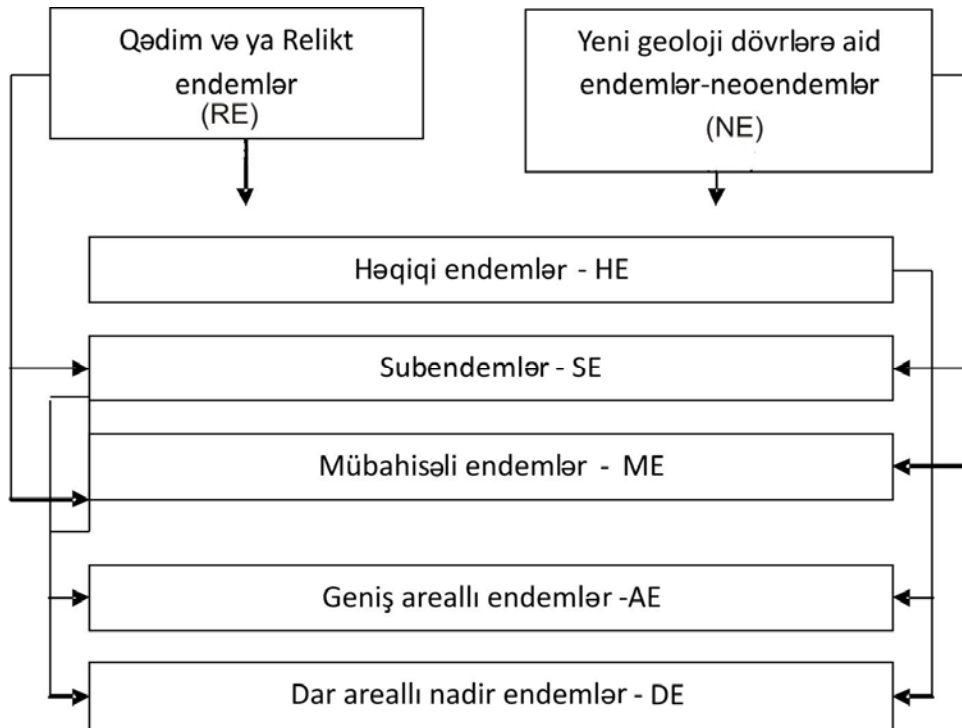 Qədim və ya Relikt
endemlər
(RE)
Yeni geoloji dövrlərə aid
endemlər-neoendemlər
(NE)
Həqiqi endemlər - HE
Subendemlər - SE
Mübahisəli endemlər - ME
Geniş areallı endemlər -AE
Dar areallı nadir endemlər - DE